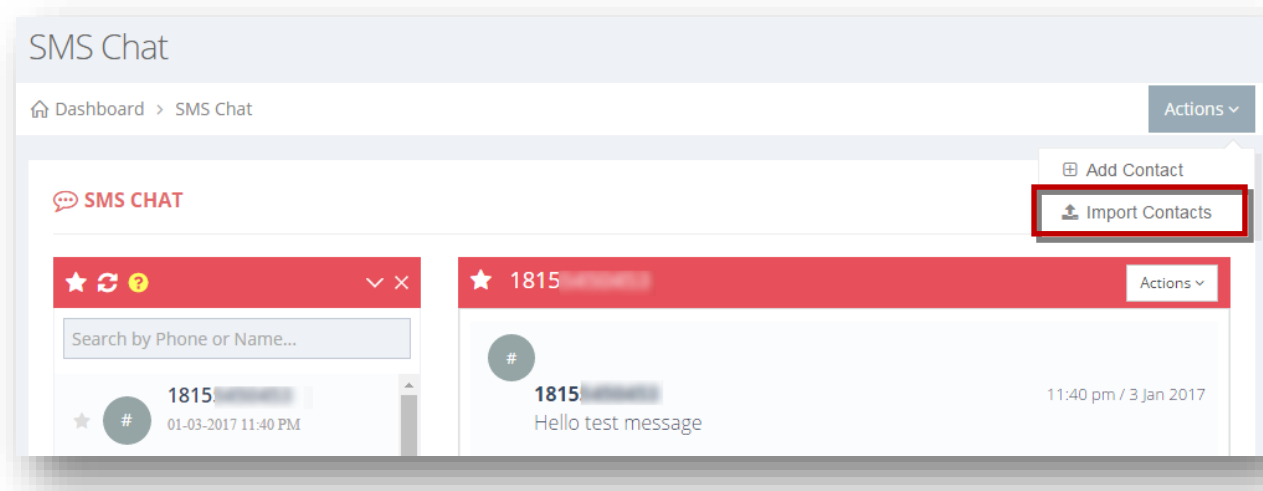 SMS Chat
Dashboard > SMS Chat
Actions
Add Contact
Import Contacts
SMS CHAT
?
1815
Actions
Search by Phone or Name...
#
1815
01-03-2017 11:40 PM
#
1815
11:40 pm / 3 Jan 2017
Hello test message